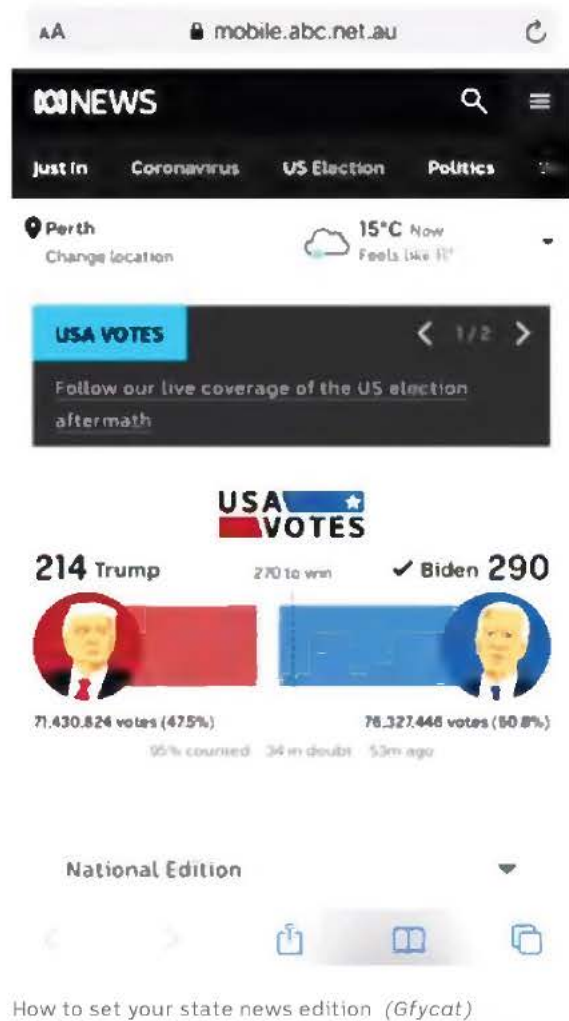 AA mobile.abc.net.au
NEWS
Just In Coronavirus US Election Politics
Perth 15°C Now
Change location Feels like 11°
USA VOTES 1/2
Follow our live coverage of the US election
aftermath
USA
VOTES
214 Trump 270 to win Biden 290
71,430,824 votes (47.5%) 76,327,446 votes (50.8%)
95% counted 34 in doubt 53m ago
National Edition
How to set your state news edition (Gfycat)